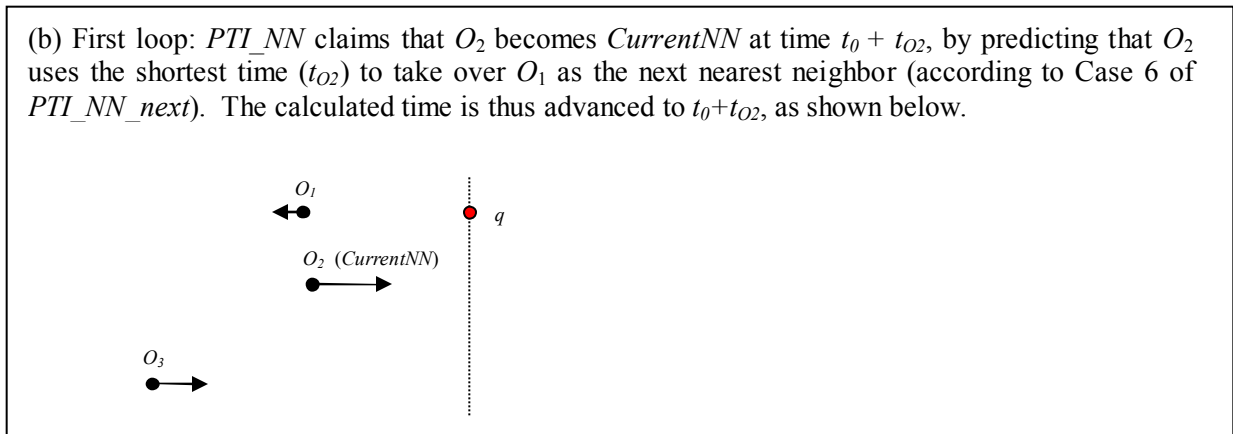 (b) First loop: PTI_NN claims that O2 becomes CurrentNN at time t0 + tO2, by predicting that O2
uses the shortest time (tO2) to take over O1 as the next nearest neighbor (according to Case 6 of
PTI_NN_next). The calculated time is thus advanced to t0+tO2, as shown below.
O1
q
O2 (CurrentNN)
O3